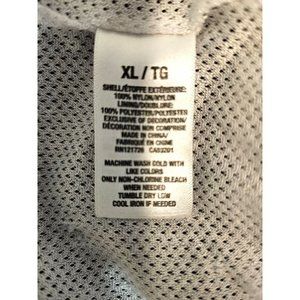 XL / TG
SHELL/ÉTOFFE EXTÉRIEURE:
100% NYLON/NYLON
LINING/DOUBLURE:
100% POLYESTER/POLYESTER
EXCLUSIVE OF DECORATION/
DÉCORATION NON COMPRISE
MADE IN CHINA/
FABRIQUÉ EN CHINE
RN121729 CA53201
MACHINE WASH COLD WITH
LIKE COLORS
ONLY NON-CHLORINE BLEACH
WHEN NEEDED
TUMBLE DRY LOW
COOL IRON IF NEEDED